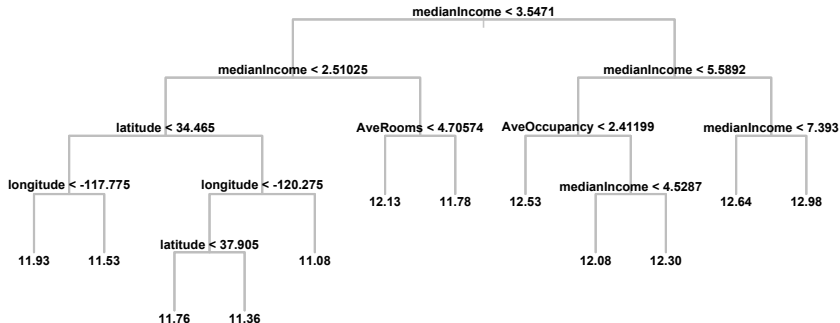 medianIncome < 3.5471
medianIncome < 2.51025
medianIncome < 5.5892
latitude < 34.465
AveRooms < 4.70574
AveOccupancy < 2.41199
medianIncome < 7.393
longitude < -117.775
longitude < -120.275
medianIncome < 4.5287
12.13
11.78
12.53
12.64
12.98
latitude < 37.905
11.93
11.53
11.08
12.08
12.30
11.76
11.36